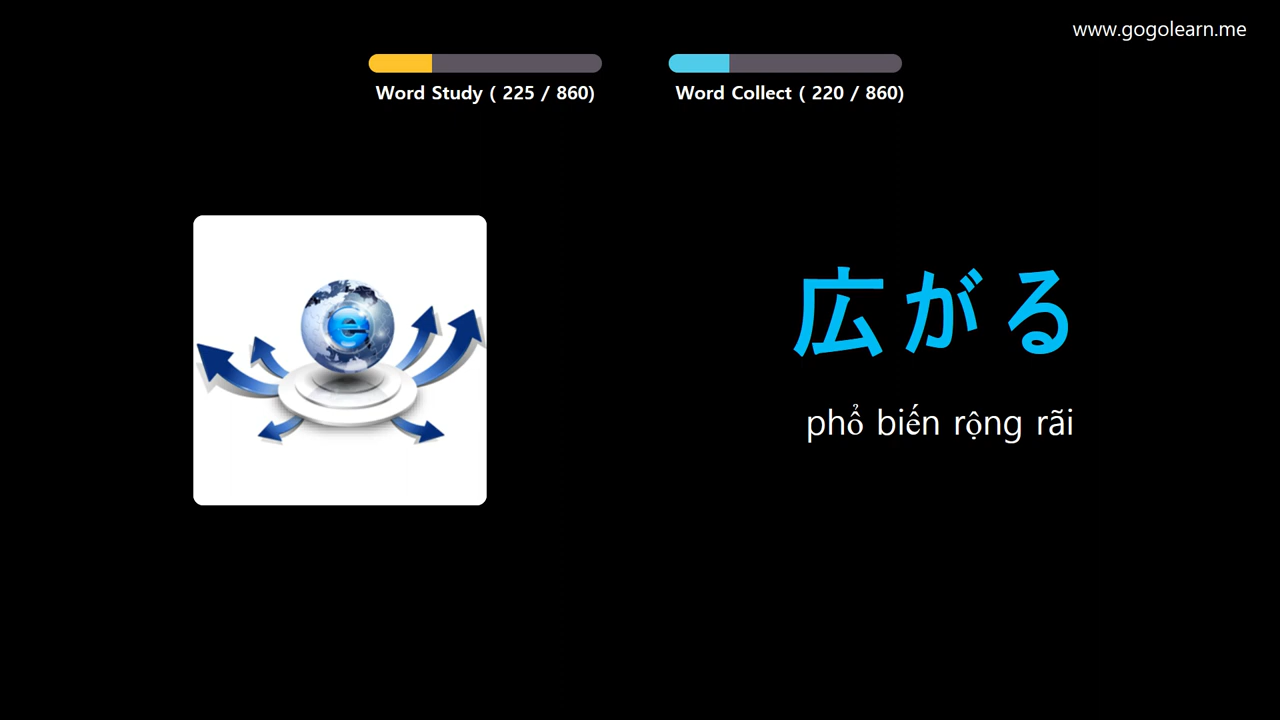 www.gogolearn.me
Word Study ( 225 / 860)
Word Collect ( 220 / 860)
e
広がる
phổ biến rộng rãi